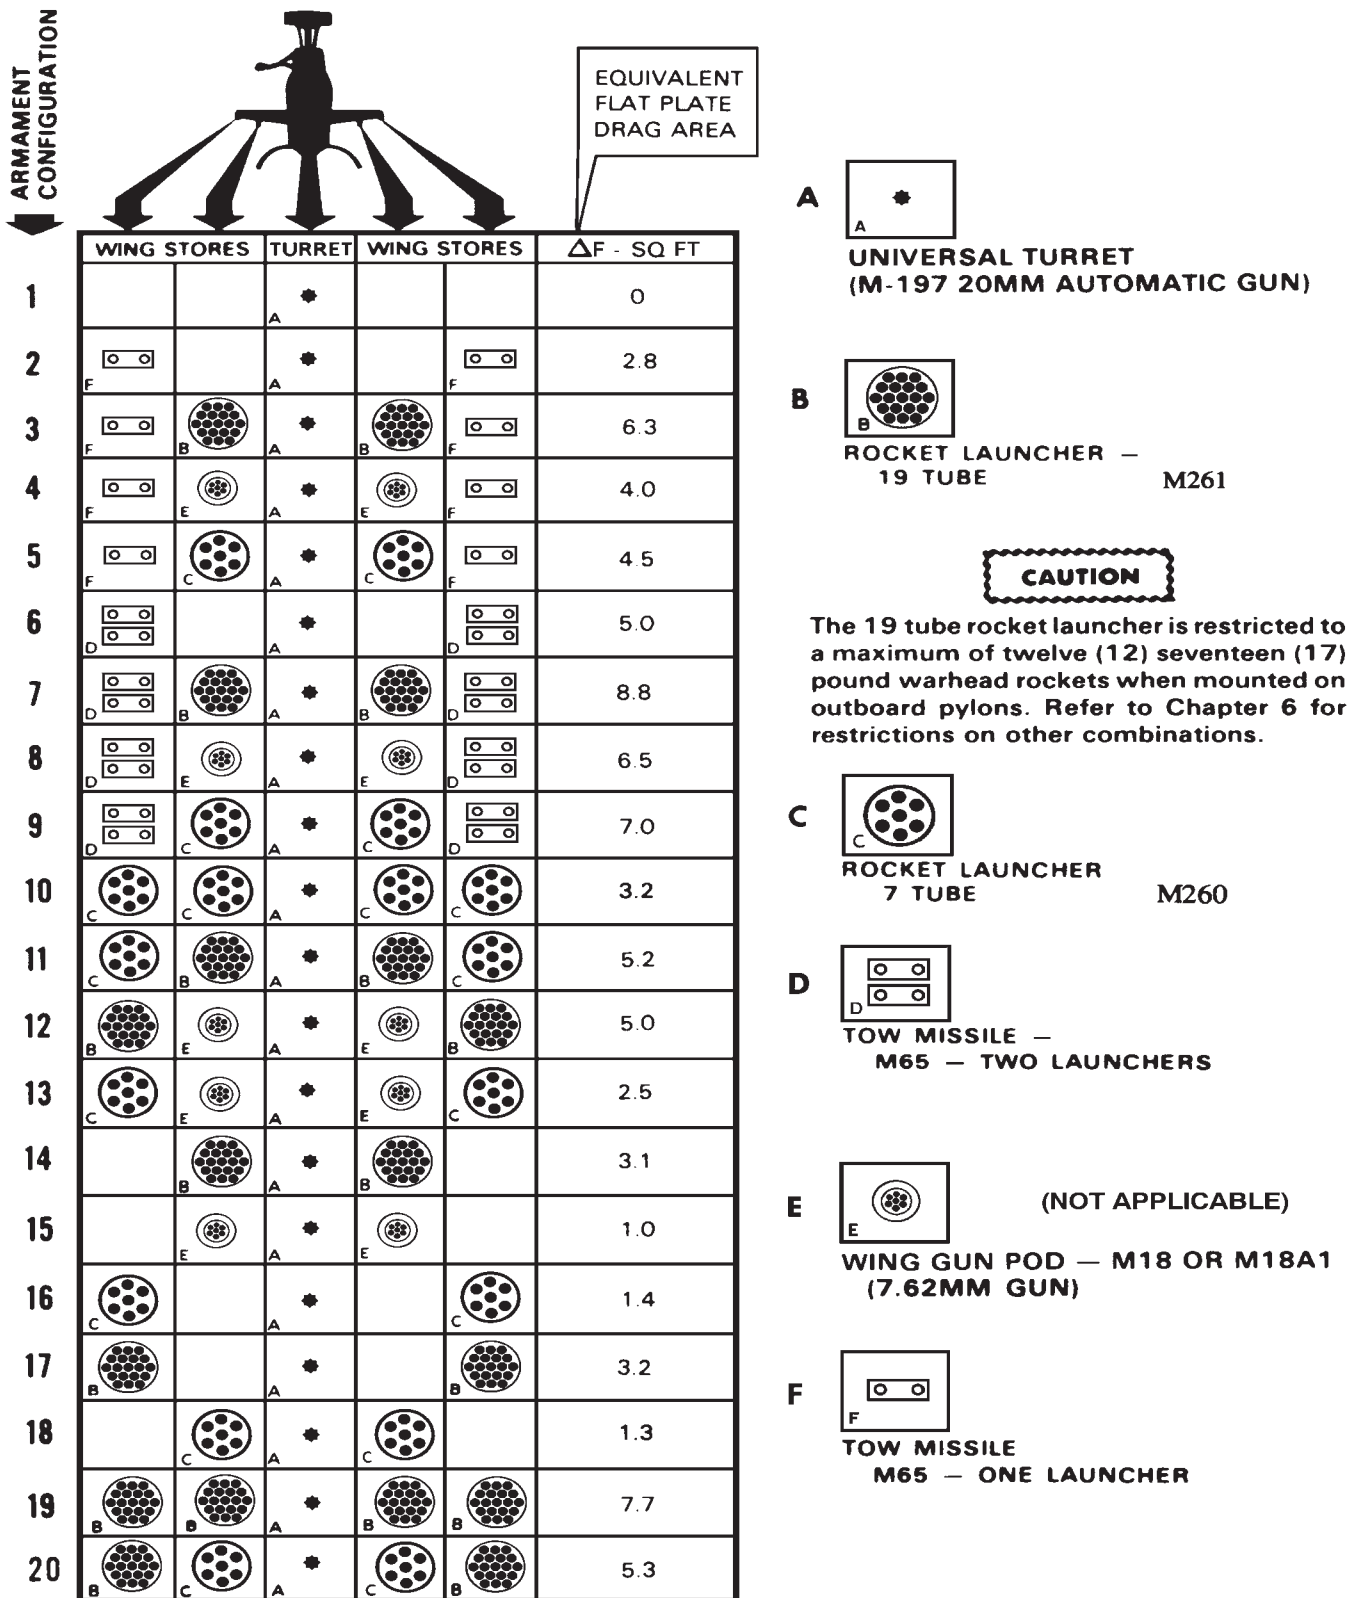 ARMAMENT
CONFIGURATION
EQUIVALENT
FLAT PLATE
DRAG AREA
WING STORES TURRET WING STORES ΔF - SQ FT
1 A 0
2 F A F 2.8
3 F B A B F 6.3
4 F E A E F 4.0
5 F C A C F 4.5
6 D A D 5.0
7 D B A B D 8.8
8 D E A E D 6.5
9 D C A C D 7.0
10 C C A C C 3.2
11 C B A B C 5.2
12 B E A E B 5.0
13 C E A E C 2.5
14 B A B 3.1
15 E A E 1.0
16 C A C 1.4
17 B A B 3.2
18 C A C 1.3
19 B B A B B 7.7
20 B C A C B 5.3
A A
UNIVERSAL TURRET
(M-197 20MM AUTOMATIC GUN)
B B
ROCKET LAUNCHER —
19 TUBE M261
CAUTION
The 19 tube rocket launcher is restricted to
a maximum of twelve (12) seventeen (17)
pound warhead rockets when mounted on
outboard pylons. Refer to Chapter 6 for
restrictions on other combinations.
C C
ROCKET LAUNCHER
7 TUBE M260
D D
TOW MISSILE —
M65 — TWO LAUNCHERS
E E (NOT APPLICABLE)
WING GUN POD — M18 OR M18A1
(7.62MM GUN)
F F
TOW MISSILE
M65 — ONE LAUNCHER